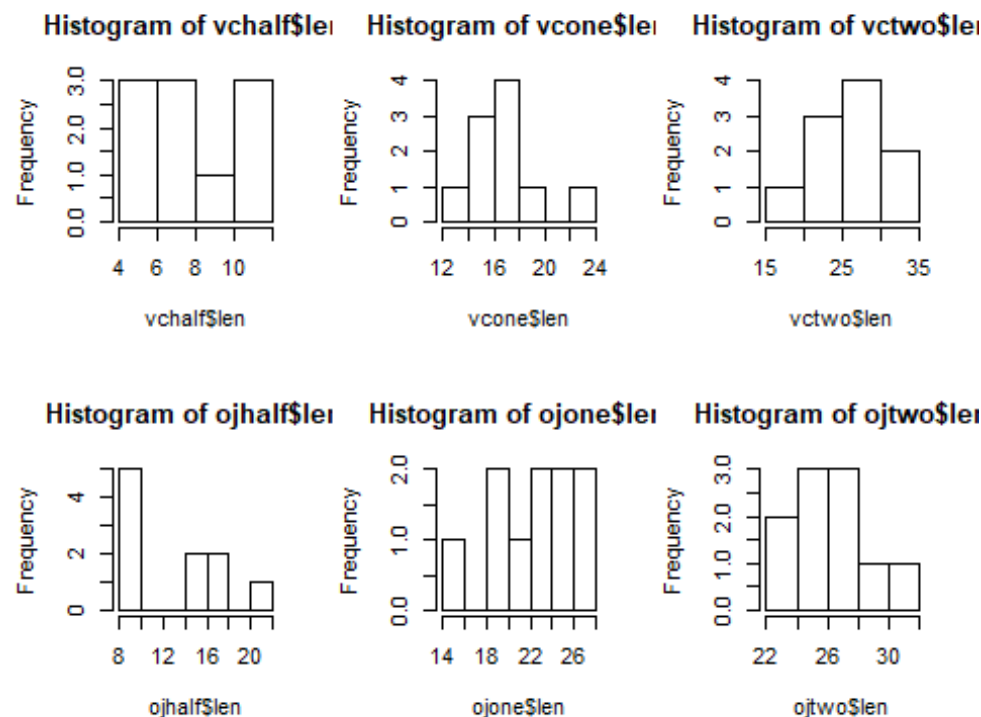 Histogram of vchalf$len
Frequency
3.0
2.0
1.0
0.0
4 6 8 10
vchalf$len
Histogram of vcone$len
Frequency
4
3
2
1
0
12 16 20 24
vcone$len
Histogram of vctwo$len
Frequency
4
3
2
1
0
15 25 35
vctwo$len
Histogram of ojhalf$len
Frequency
4
2
0
8 12 16 20
ojhalf$len
Histogram of ojone$len
Frequency
2.0
1.0
0.0
14 18 22 26
ojone$len
Histogram of ojtwo$len
Frequency
3.0
2.0
1.0
0.0
22 26 30
ojtwo$len